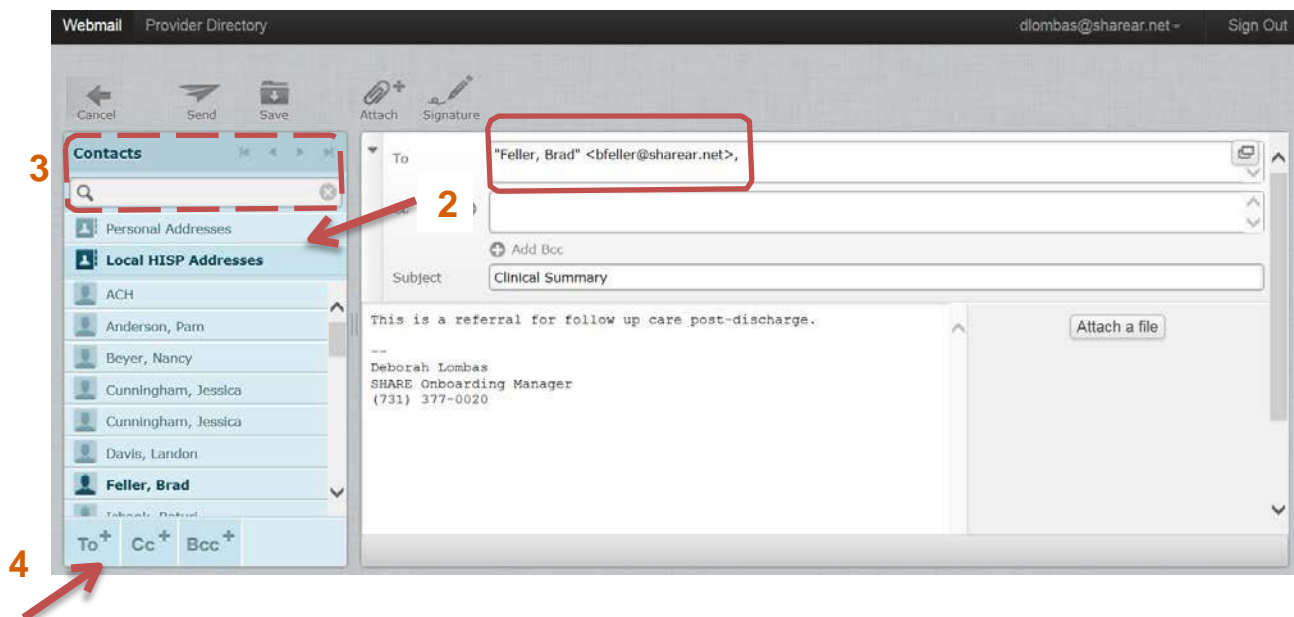 Webmail Provider Directory dlombas@sharear.net Sign Out
Cancel Send Save Attach Signature
3
Contacts
To "Feller, Brad" <bfeller@sharear.net>,
2
Personal Addresses
Add Bcc
Local HISP Addresses
Subject Clinical Summary
ACH
Anderson, Pam
Beyer, Nancy
Cunningham, Jessica
Cunningham, Jessica
Davis, Landon
Feller, Brad
This is a referral for follow up care post-discharge.
--
Deborah Lombas
SHARE Onboarding Manager
(731) 377-0020
Attach a file
To+ Cc+ Bcc+
4